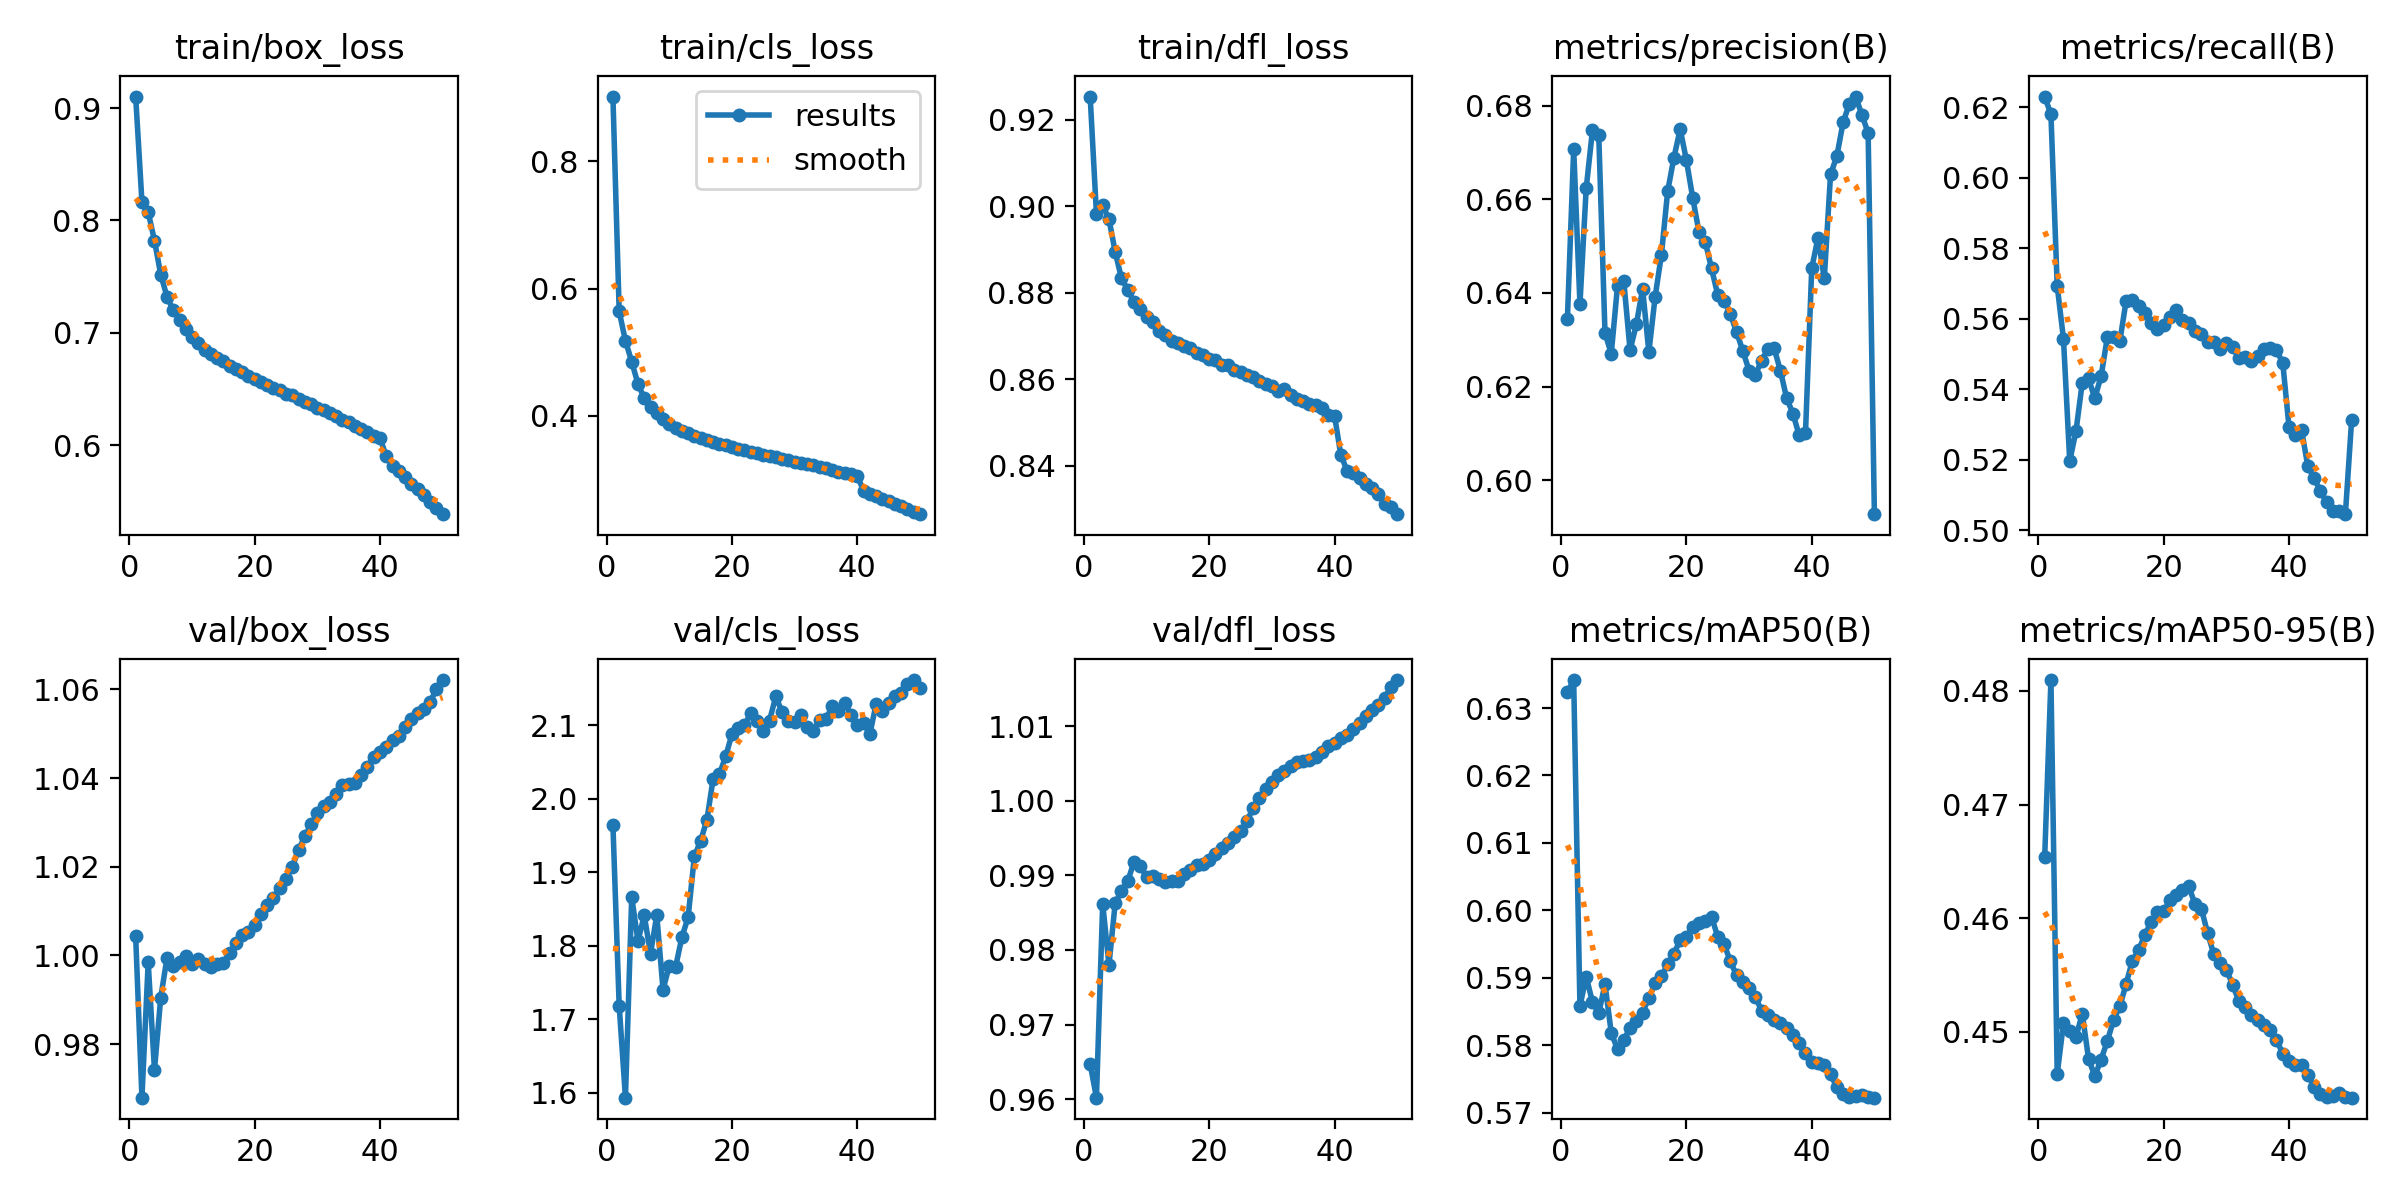 train/box_loss
0.9
0.8
0.7
0.6
0 20 40
train/cls_loss
results
smooth
0.8
0.6
0.4
0 20 40
train/dfl_loss
0.92
0.90
0.88
0.86
0.84
0 20 40
metrics/precision(B)
0.68
0.66
0.64
0.62
0.60
0 20 40
metrics/recall(B)
0.62
0.60
0.58
0.56
0.54
0.52
0.50
0 20 40
val/box_loss
1.06
1.04
1.02
1.00
0.98
0 20 40
val/cls_loss
2.1
2.0
1.9
1.8
1.7
1.6
0 20 40
val/dfl_loss
1.01
1.00
0.99
0.98
0.97
0.96
0 20 40
metrics/mAP50(B)
0.63
0.62
0.61
0.60
0.59
0.58
0.57
0 20 40
metrics/mAP50-95(B)
0.48
0.47
0.46
0.45
0 20 40